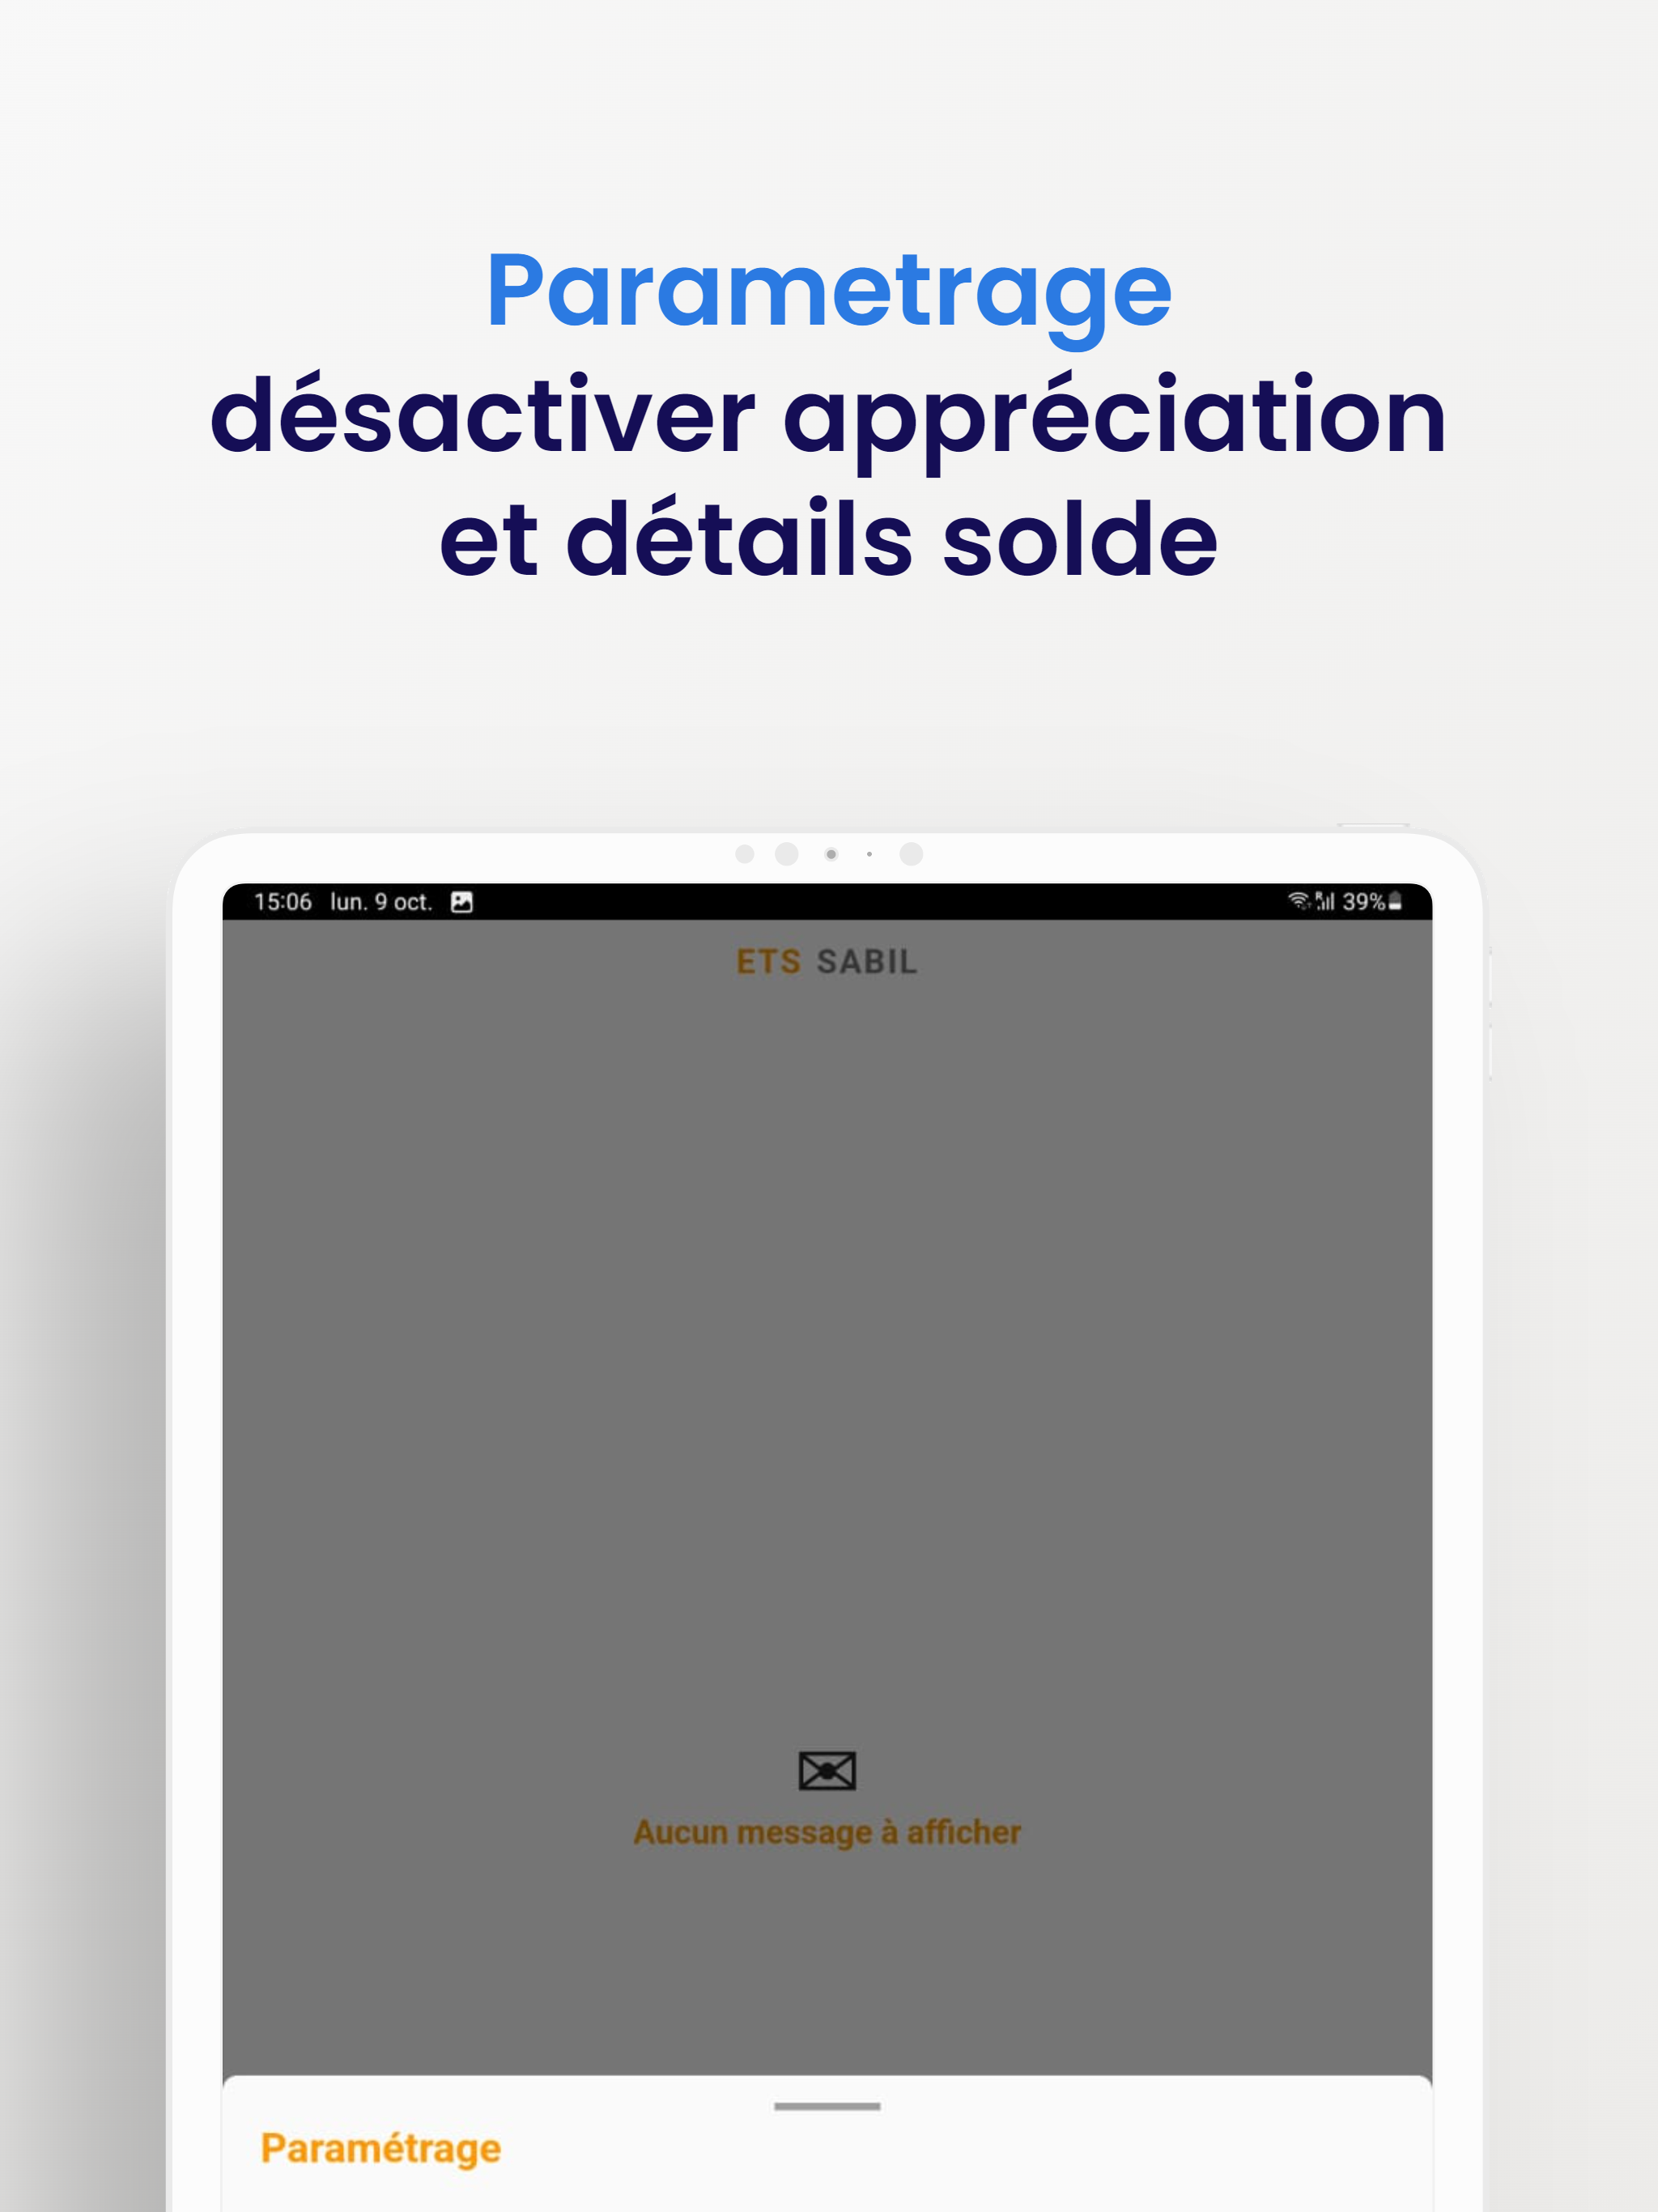 Parametrage
désactiver appréciation
et détails solde
15:06 lun. 9 oct. 39%
ETS SABIL
Aucun message à afficher
Paramétrage